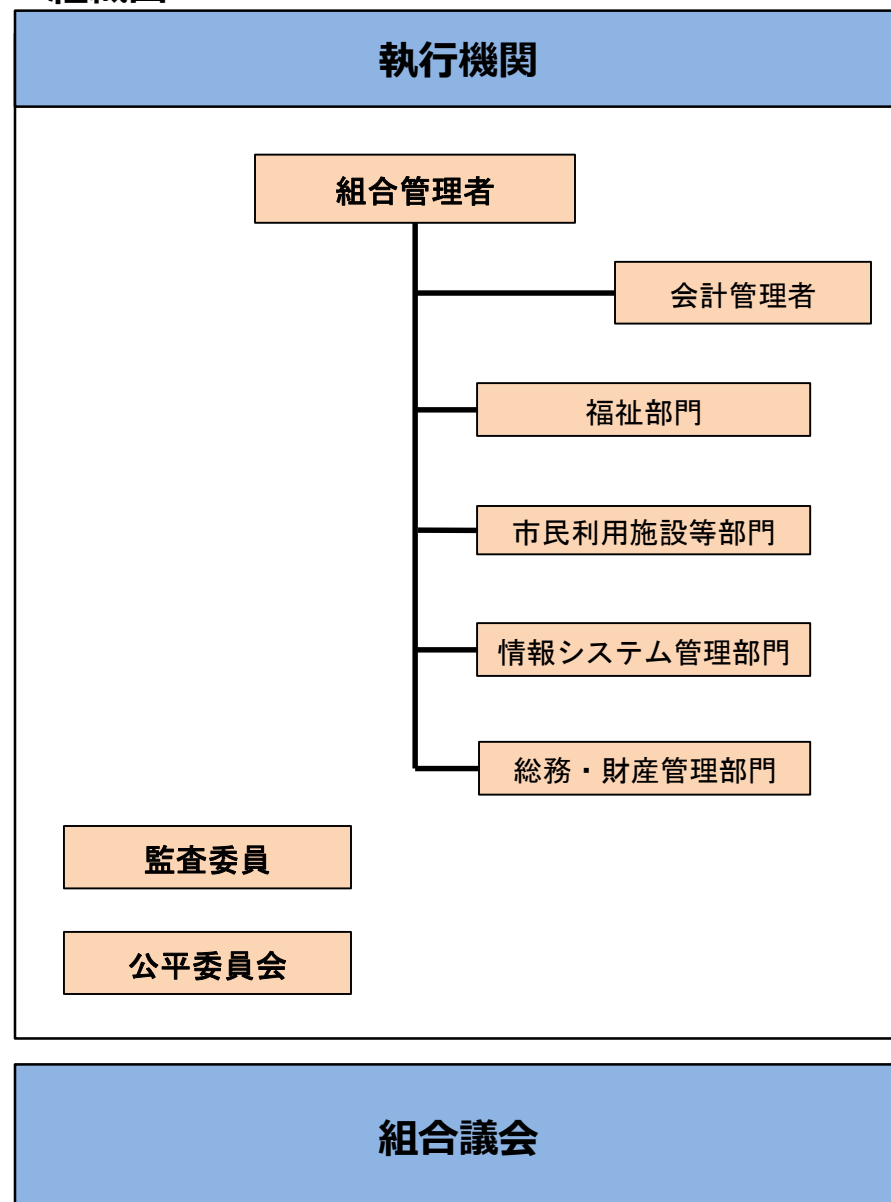 執行機関
組合管理者
会計管理者
福祉部門
市民利用施設等部門
情報システム管理部門
総務・財産管理部門
監査委員
公平委員会
組合議会